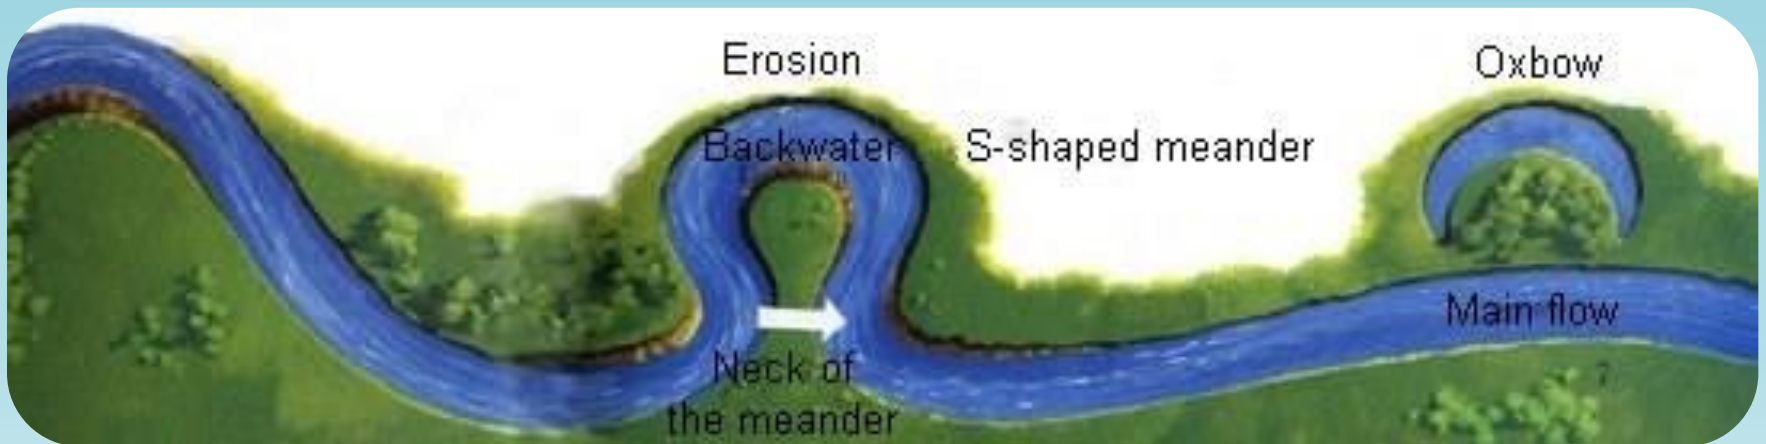 Erosion
Oxbow
Backwater
S-shaped meander
Main flow
Neck of
the meander